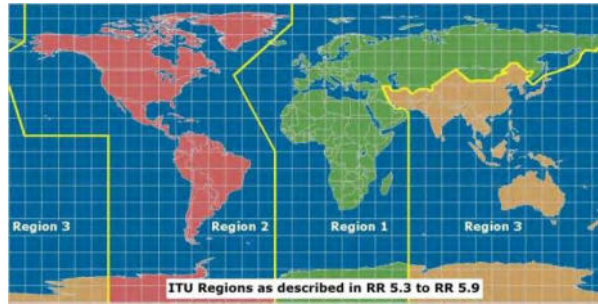 Region 3
Region 2
Region 1
Region 3
ITU Regions as described in RR 5.3 to RR 5.9